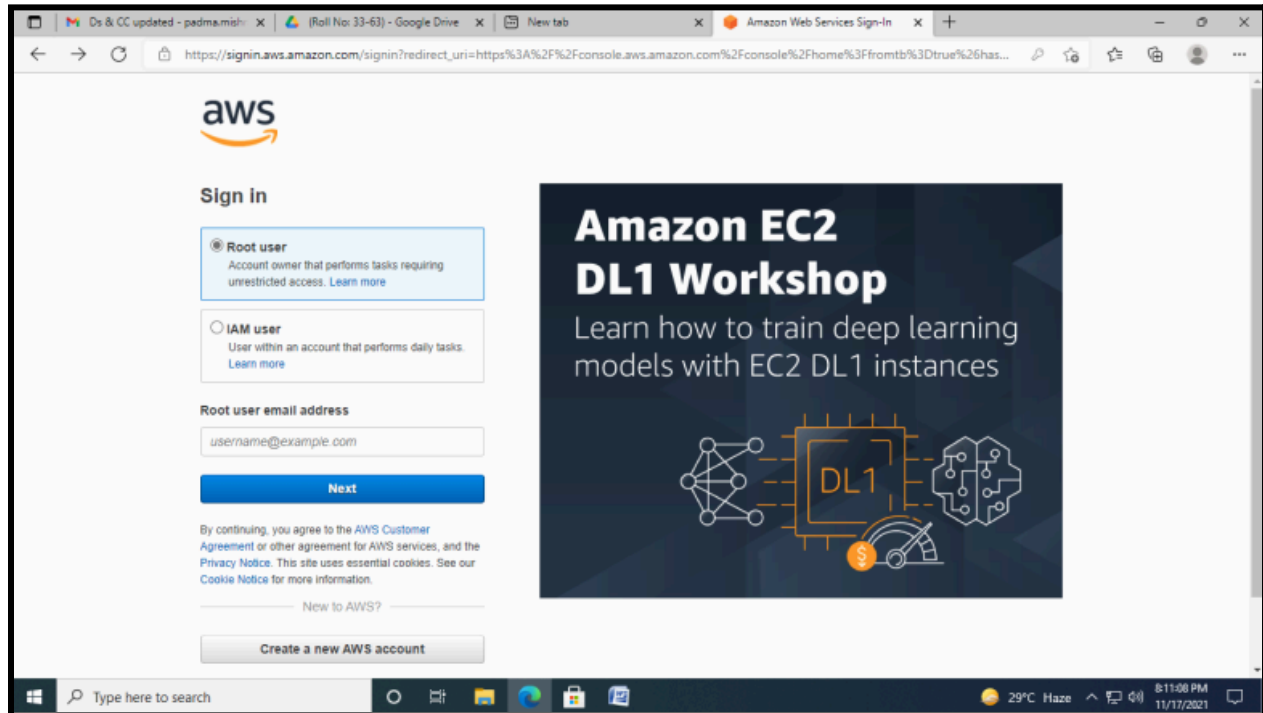 Ds & CC updated - padma.mish
(Roll No: 33-63) - Google Drive
New tab
Amazon Web Services Sign-In
https://signin.aws.amazon.com/signin?redirect_uri=https%3A%2F%2Fconsole.aws.amazon.com%2Fconsole%2Fhome%3Ffromtb%3Dtrue%26has...
aws
Sign in
Root user
Account owner that performs tasks requiring
unrestricted access. Learn more
IAM user
User within an account that performs daily tasks.
Learn more
Root user email address
username@example.com
Next
By continuing, you agree to the AWS Customer
Agreement or other agreement for AWS services, and the
Privacy Notice. This site uses essential cookies. See our
Cookie Notice for more information.
New to AWS?
Create a new AWS account
Amazon EC2
DL1 Workshop
Learn how to train deep learning
models with EC2 DL1 instances
DL1
$
Type here to search
29°C Haze
8:11:08 PM
11/17/2021